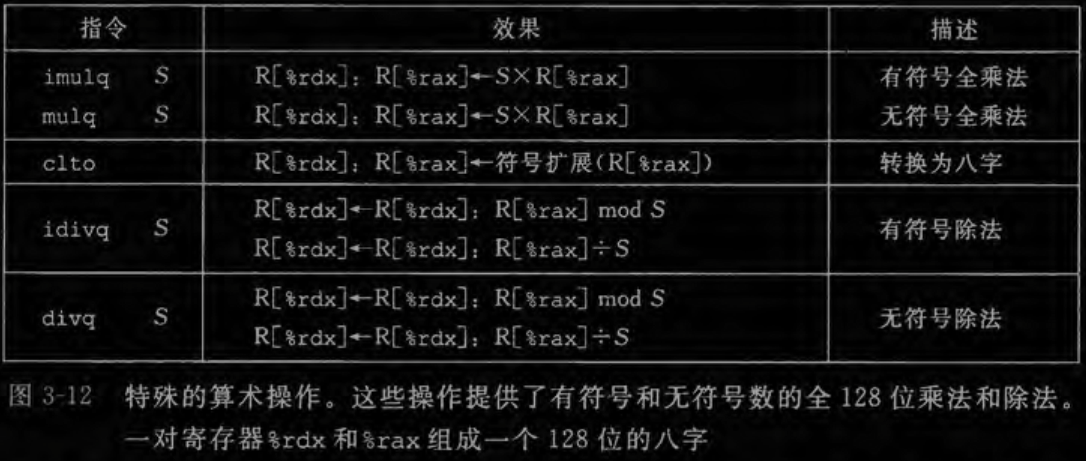 指令 效果 描述
imulq S R[%rdx]：R[%rax]←S×R[%rax] 有符号全乘法
mulq S R[%rdx]：R[%rax]←S×R[%rax] 无符号全乘法
clto R[%rdx]：R[%rax]←符号扩展(R[%rax]) 转换为八字
idivq S R[%rdx]←R[%rdx]：R[%rax] mod S 有符号除法
R[%rdx]←R[%rdx]：R[%rax]÷S
divq S R[%rdx]←R[%rdx]：R[%rax] mod S 无符号除法
R[%rdx]←R[%rdx]：R[%rax]÷S
图 3-12 特殊的算术操作。这些操作提供了有符号和无符号数的全 128 位乘法和除法。
一对寄存器%rdx 和%rax 组成一个 128 位的八字